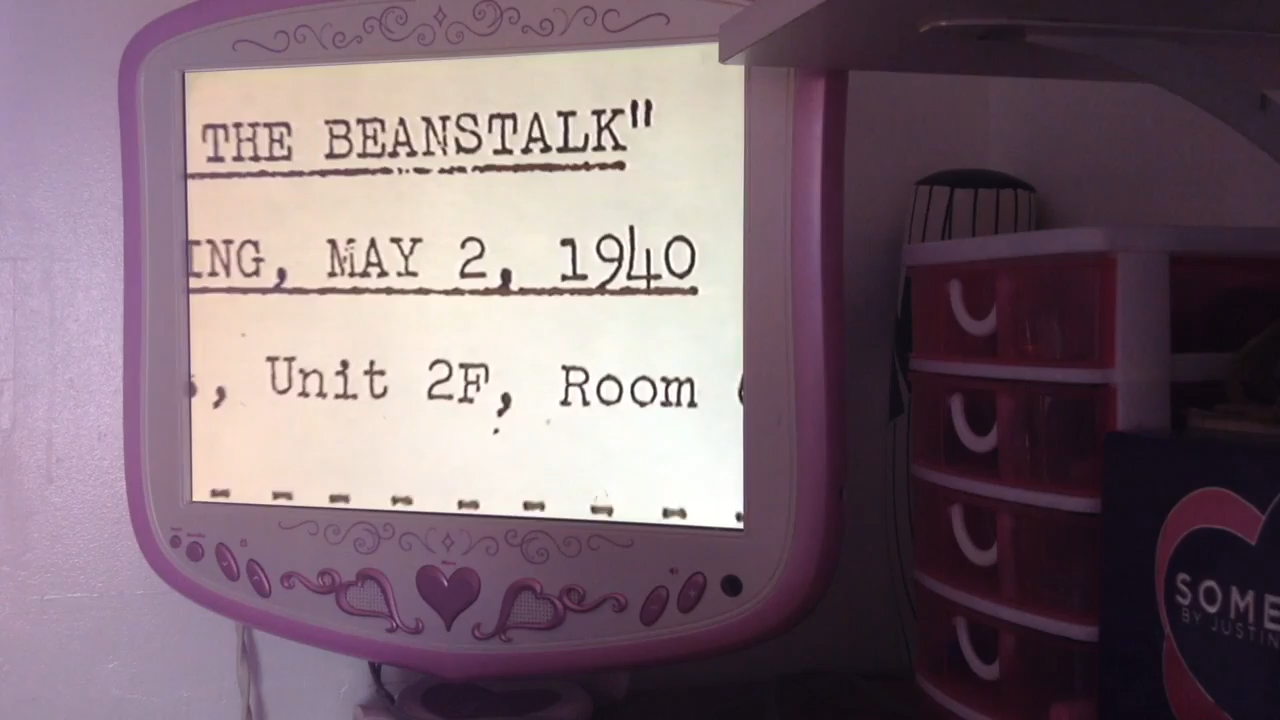 THE BEANSTALK"
ING, MAY 2, 1940
, Unit 2F, Room
SOME
BY JUSTIN